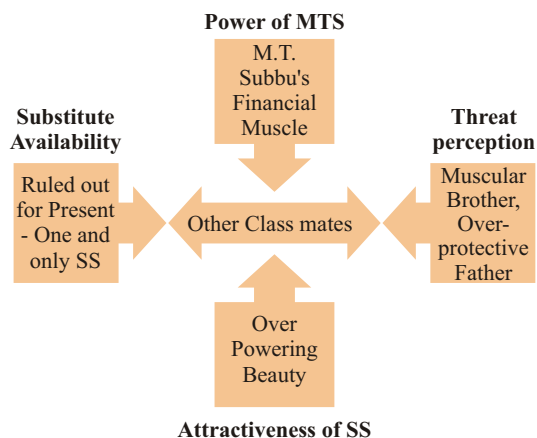 Power of MTS
M.T.
Subbu's
Financial
Muscle
Substitute
Availability
Ruled out
for Present
- One and
only SS
Other Class mates
Threat
perception
Muscular
Brother,
Over-
protective
Father
Over
Powering
Beauty
Attractiveness of SS